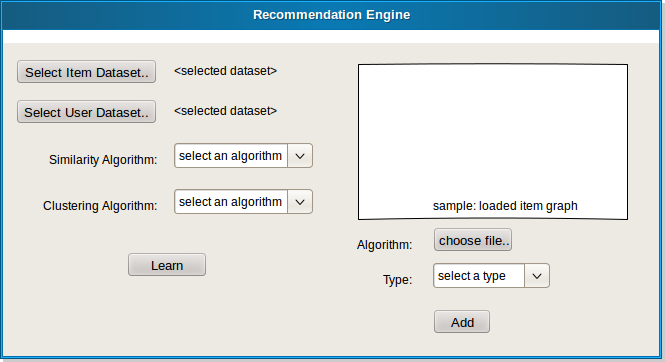 Recommendation Engine
Select Item Dataset..
<selected dataset>
Select User Dataset..
<selected dataset>
Similarity Algorithm:
select an algorithm
Clustering Algorithm:
select an algorithm
Learn
sample: loaded item graph
Algorithm:
choose file..
Type:
select a type
Add